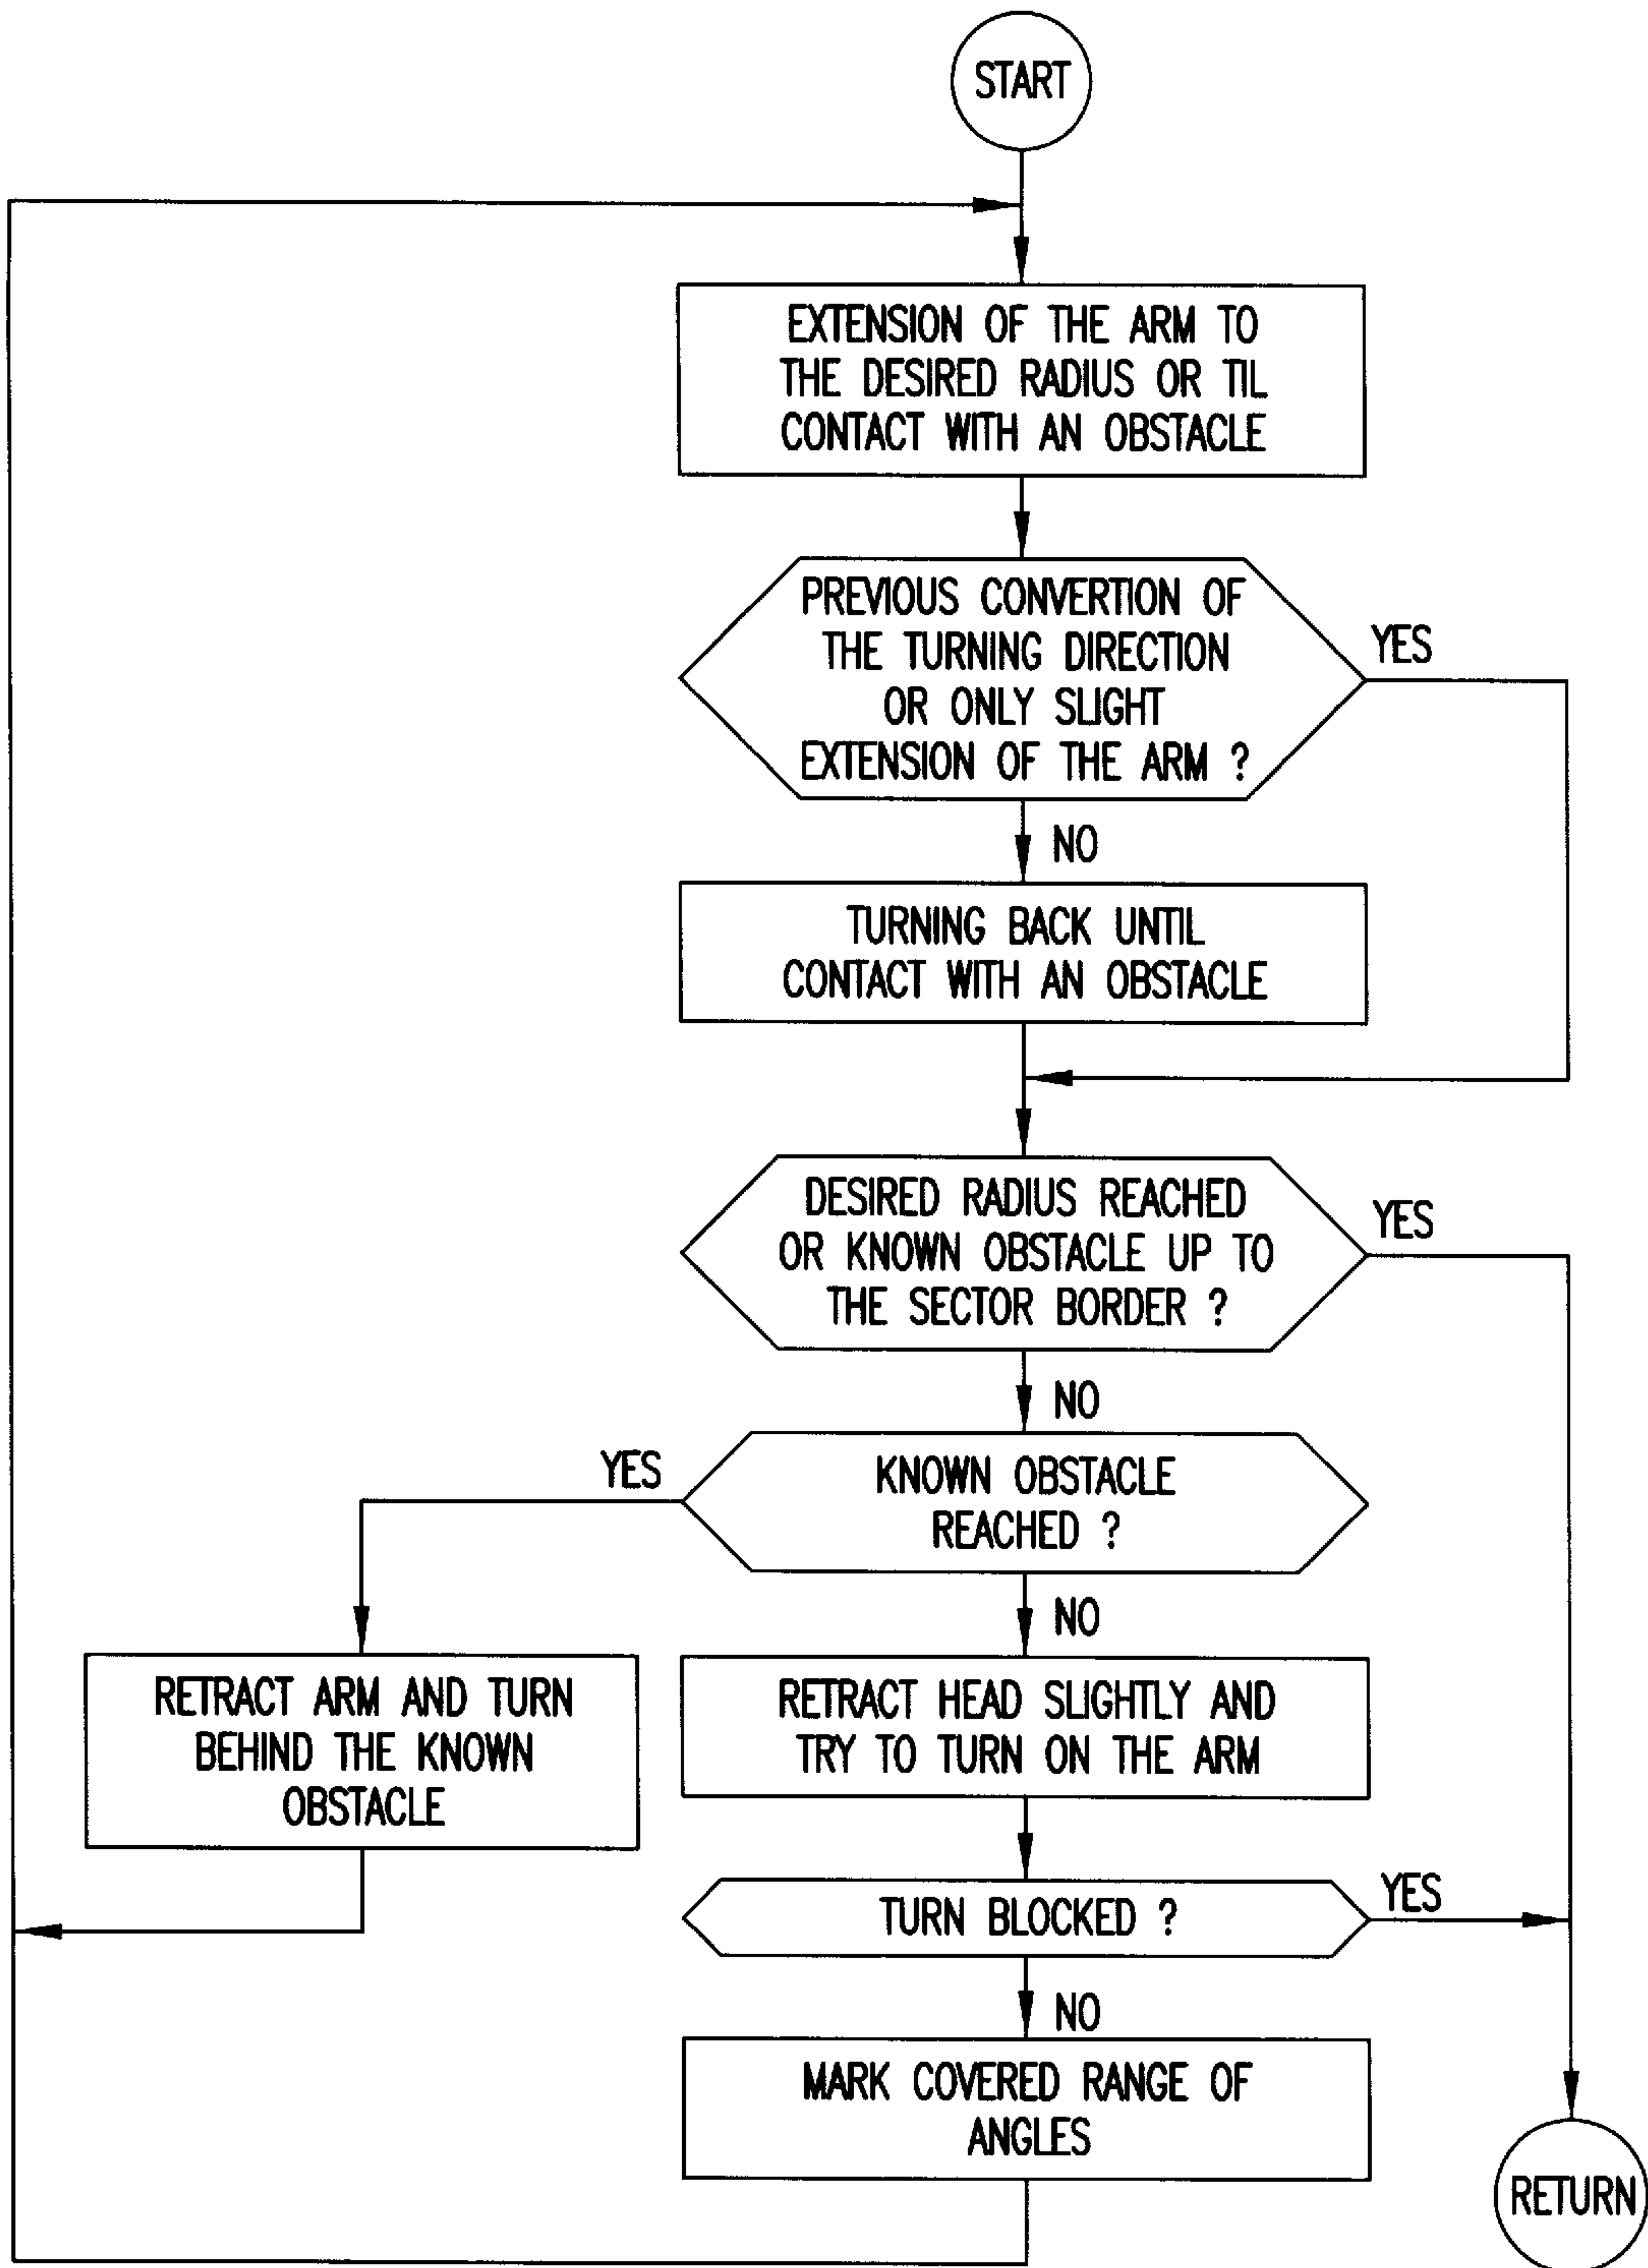 START
EXTENSION OF THE ARM TO
THE DESIRED RADIUS OR TIL
CONTACT WITH AN OBSTACLE
PREVIOUS CONVERTION OF
THE TURNING DIRECTION
OR ONLY SLIGHT
EXTENSION OF THE ARM ?
YES
NO
TURNING BACK UNTIL
CONTACT WITH AN OBSTACLE
DESIRED RADIUS REACHED
OR KNOWN OBSTACLE UP TO
THE SECTOR BORDER ?
YES
NO
KNOWN OBSTACLE
REACHED ?
YES
NO
RETRACT ARM AND TURN
BEHIND THE KNOWN
OBSTACLE
RETRACT HEAD SLIGHTLY AND
TRY TO TURN ON THE ARM
TURN BLOCKED ?
YES
NO
MARK COVERED RANGE OF
ANGLES
RETURN